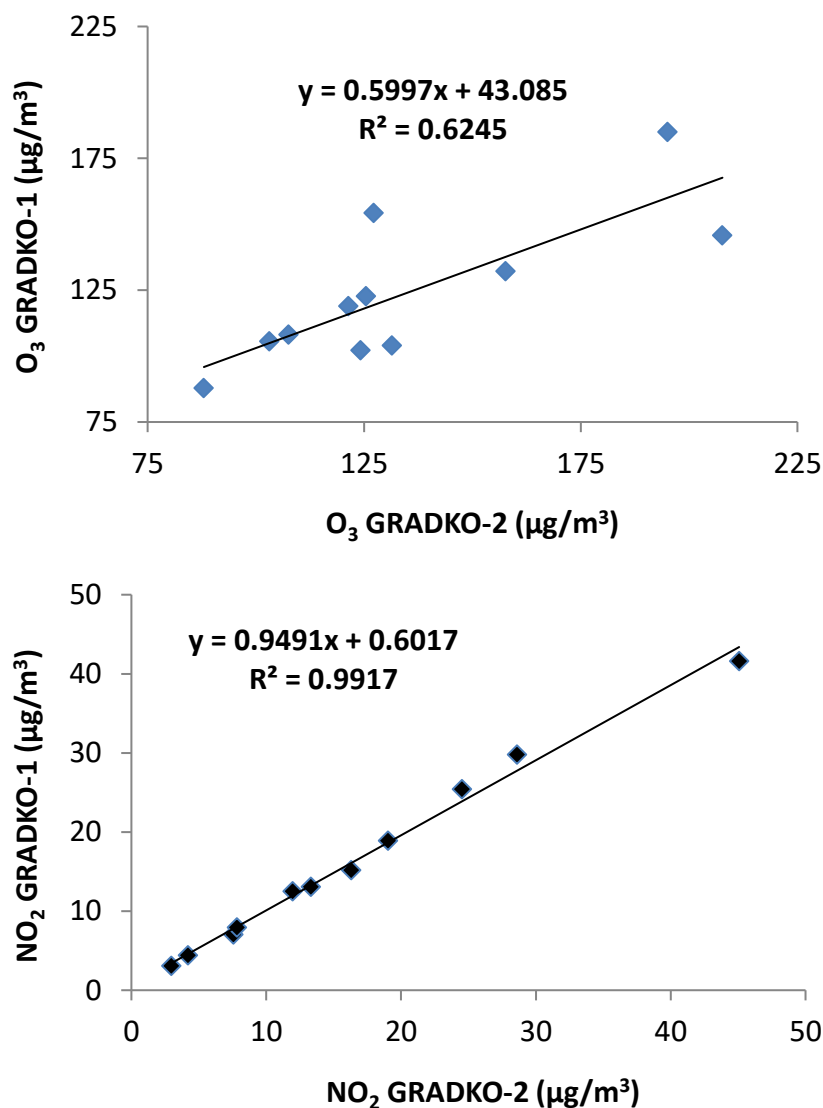 225
175
125
75
O₃ GRADKO-1 (µg/m³)
y = 0.5997x + 43.085
R² = 0.6245
75 125 175 225
O₃ GRADKO-2 (µg/m³)
50
40
30
20
10
0
NO₂ GRADKO-1 (µg/m³)
y = 0.9491x + 0.6017
R² = 0.9917
0 10 20 30 40 50
NO₂ GRADKO-2 (µg/m³)